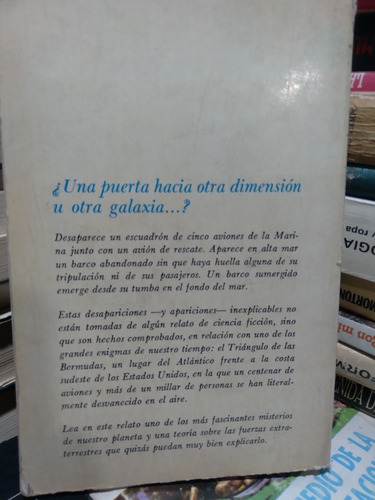 ¿Una puerta hacia otra dimensión
u otra galaxia...?
Desaparece un escuadrón de cinco aviones de la Mari-
na junto con un avión de rescate. Aparece en alta mar
un barco abandonado sin que haya huella alguna de su
tripulación ni de sus pasajeros. Un barco sumergido
emerge desde su tumba en el fondo del mar.
Estas desapariciones —y apariciones— inexplicables no
están tomadas de algún relato de ciencia ficción, sino
que son hechos comprobados, en relación con uno de los
grandes enigmas de nuestro tiempo: el Triángulo de las
Bermudas, un lugar del Atlántico frente a la costa
sudeste de los Estados Unidos, en la que un centenar de
aviones y más de un millar de personas se han literal-
mente desvanecido en el aire.
Lea en este relato uno de los más fascinantes misterios
de nuestro planeta y una teoría sobre las fuerzas extra-
terrestres que quizás puedan muy bien explicarlo.
y ropa
OGIA
MORTON
FORM
DIO DE LA